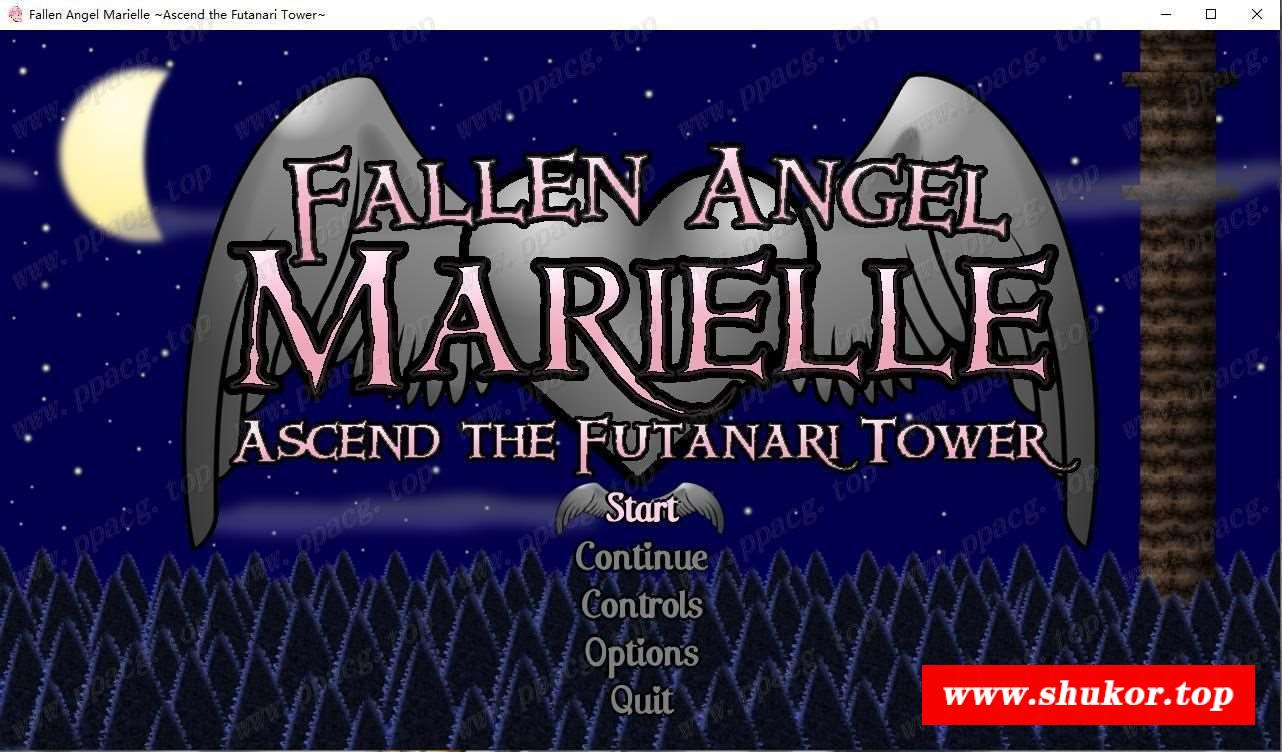 Fallen Angel Marielle ~Ascend the Futanari Tower~
FALLEN ANGEL
MARIELLE
ASCEND THE FUTANARI TOWER
Start
Continue
Controls
Options
Quit
www.shukor.top
www.ppacg.top